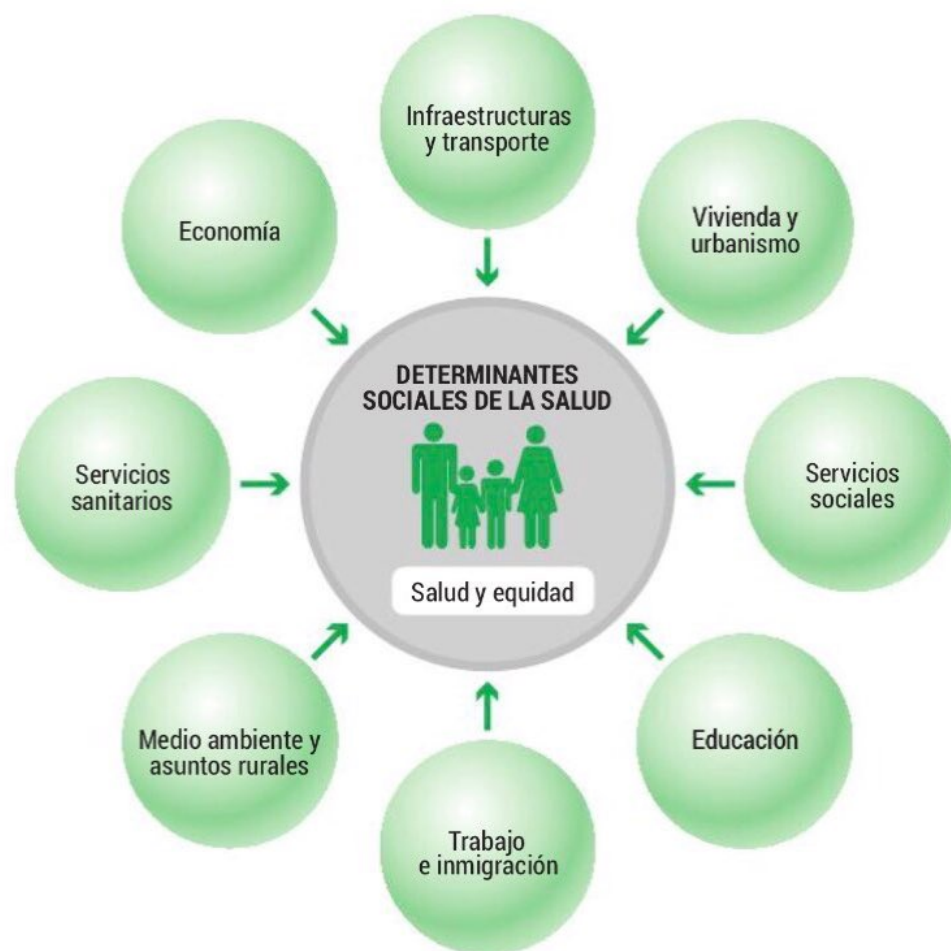 Infraestructuras
y transporte
Economía
Vivienda y
urbanismo
DETERMINANTES
SOCIALES DE LA SALUD
Servicios
sanitarios
Servicios
sociales
Salud y equidad
Medio ambiente y
asuntos rurales
Educación
Trabajo
e inmigración